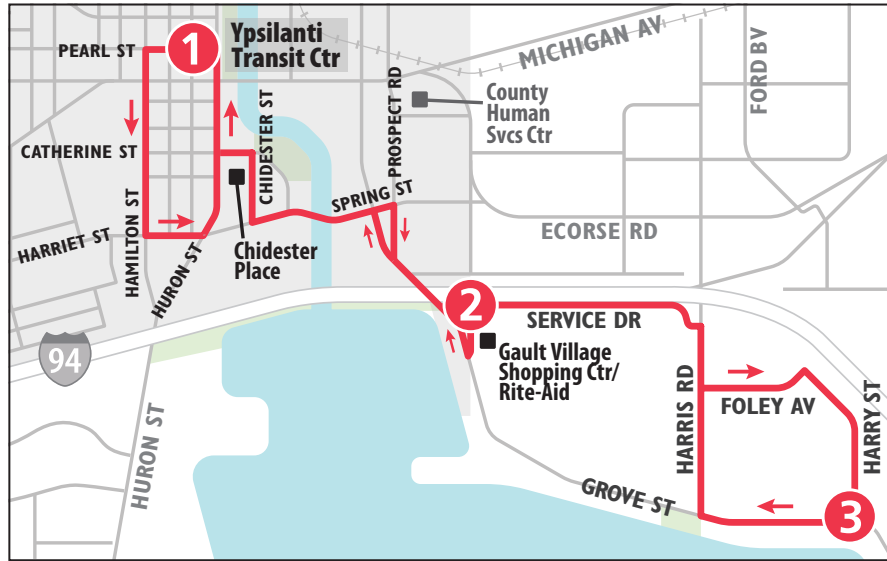 PEARL ST
1
Ypsilanti
Transit Ctr
MICHIGAN AV
FORD BV
County
Human
Svcs Ctr
PROSPECT RD
CHIDESTER ST
CATHERINE ST
SPRING ST
HAMILTON ST
HARRIET ST
HURON ST
Chidester
Place
ECORSE RD
2
SERVICE DR
94
Gault Village
Shopping Ctr/
Rite-Aid
HARRIS RD
FOLEY AV
HARRY ST
HURON ST
GROVE ST
3